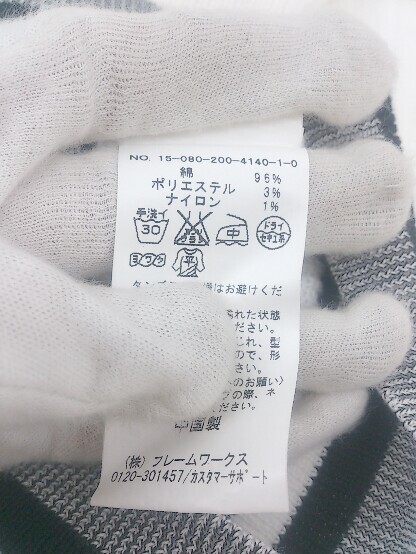 NO. 15-080-200-4140-1-0
綿 96%
ポリエステル 3%
ナイロン 1%
手洗イ
30
中
ドライ
セキユ系
ヨワク
平
はお避けくだ
れた状態
ださい。
これ、型
ので、形
さい。
のお願い〉
の際、ネ
ださい。
中国製
(株) フレームワークス
0120-301457/カスタマーサポート